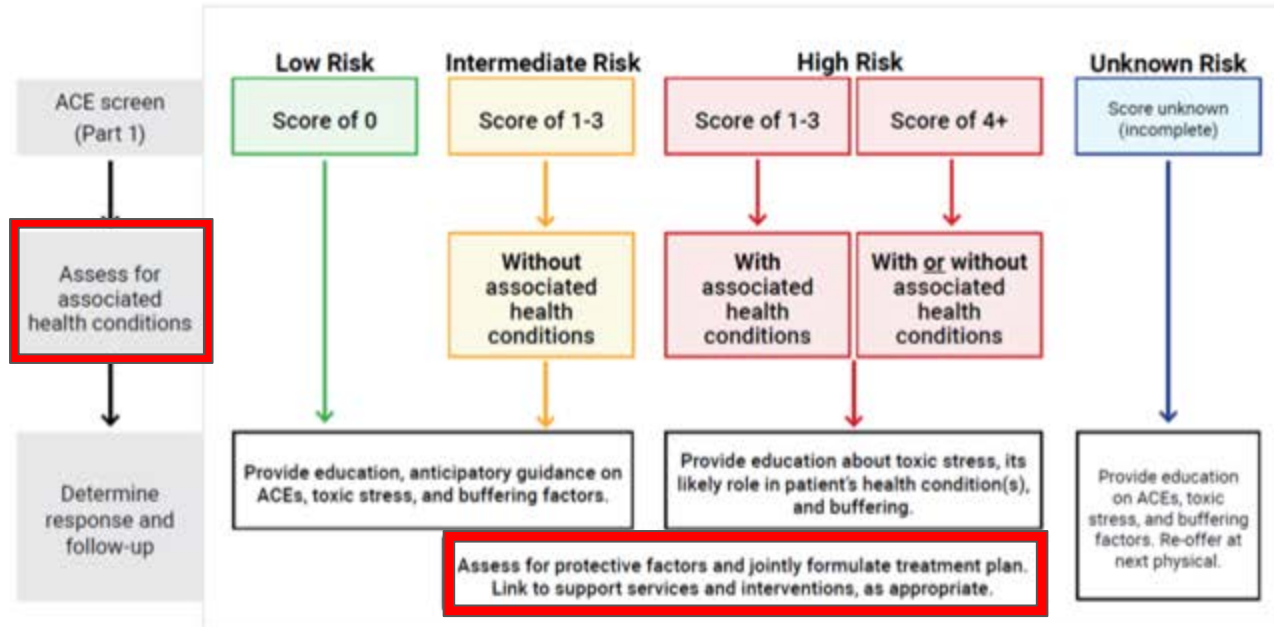 Low Risk
Intermediate Risk
High Risk
Unknown Risk
ACE screen
(Part 1)
Score of 0
Score of 1-3
Score of 1-3
Score of 4+
Score unknown
(incomplete)
Assess for
associated
health conditions
Without
associated
health
conditions
With
associated
health
conditions
With or without
associated
health
conditions
Determine
response and
follow-up
Provide education, anticipatory guidance on
ACEs, toxic stress, and buffering factors.
Provide education about toxic stress, its
likely role in patient's health condition(s),
and buffering.
Provide education
on ACEs, toxic
stress, and buffering
factors. Re-offer at
next physical.
Assess for protective factors and jointly formulate treatment plan.
Link to support services and interventions, as appropriate.